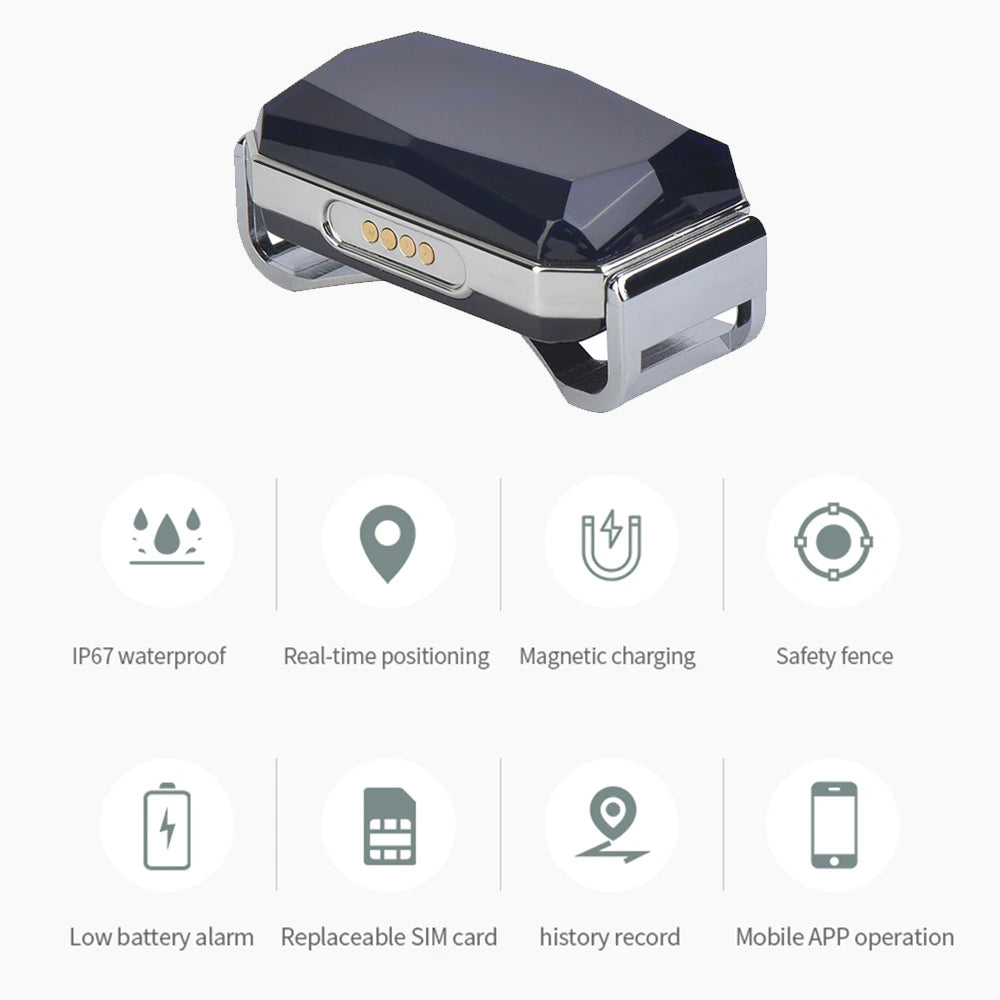 IP67 waterproof
Real-time positioning
Magnetic charging
Safety fence
Low battery alarm
Replaceable SIM card
history record
Mobile APP operation